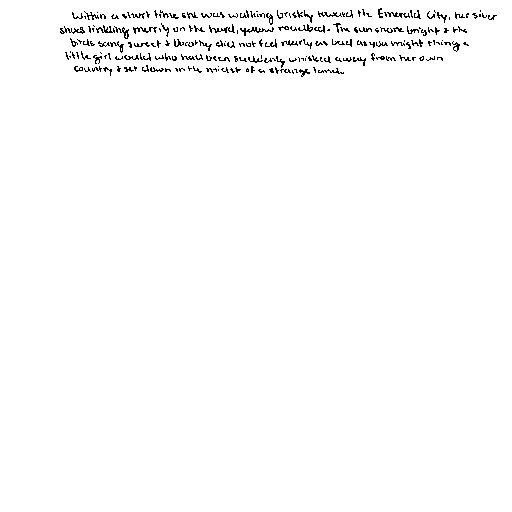 Within a short time she was walking briskly toward the Emerald City, her silver
shoes tinkling merrily on the hard, yellow roadbed. The sun shone bright & the
birds sang sweet & Dorothy did not feel nearly as bad as you might thing a
little girl would who had been suddenly whisked away from her own
country & set down in the midst of a strange land.